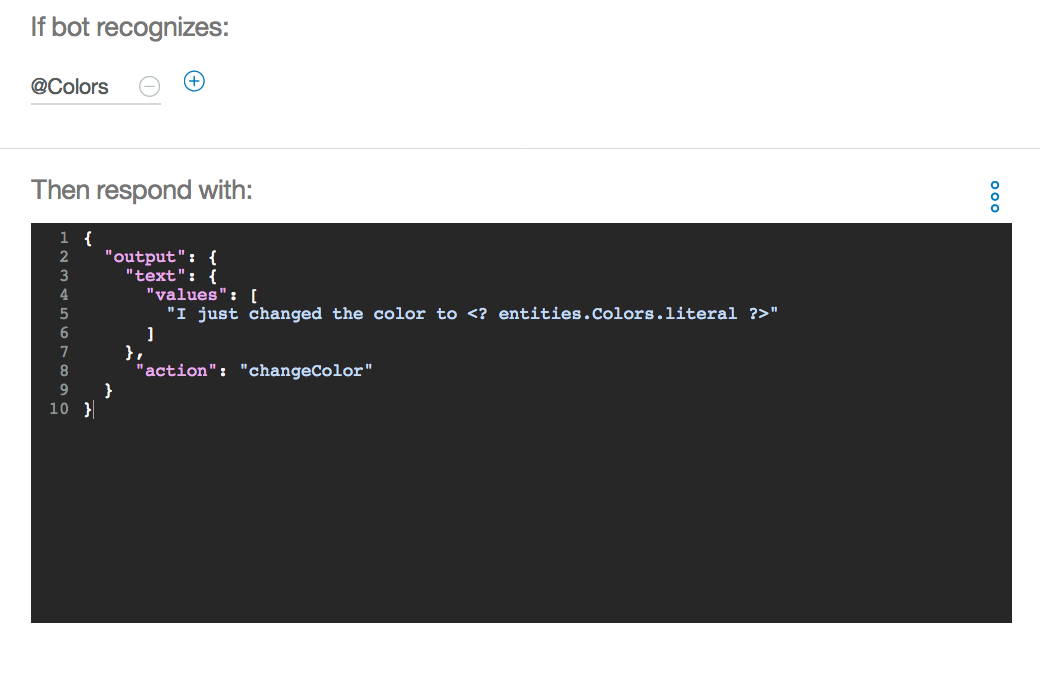 If bot recognizes:
@Colors
Then respond with:
1 {
2   "output": {
3     "text": {
4       "values": [
5         "I just changed the color to <? entities.Colors.literal ?>"
6       ]
7     },
8      "action": "changeColor"
9   }
10 }